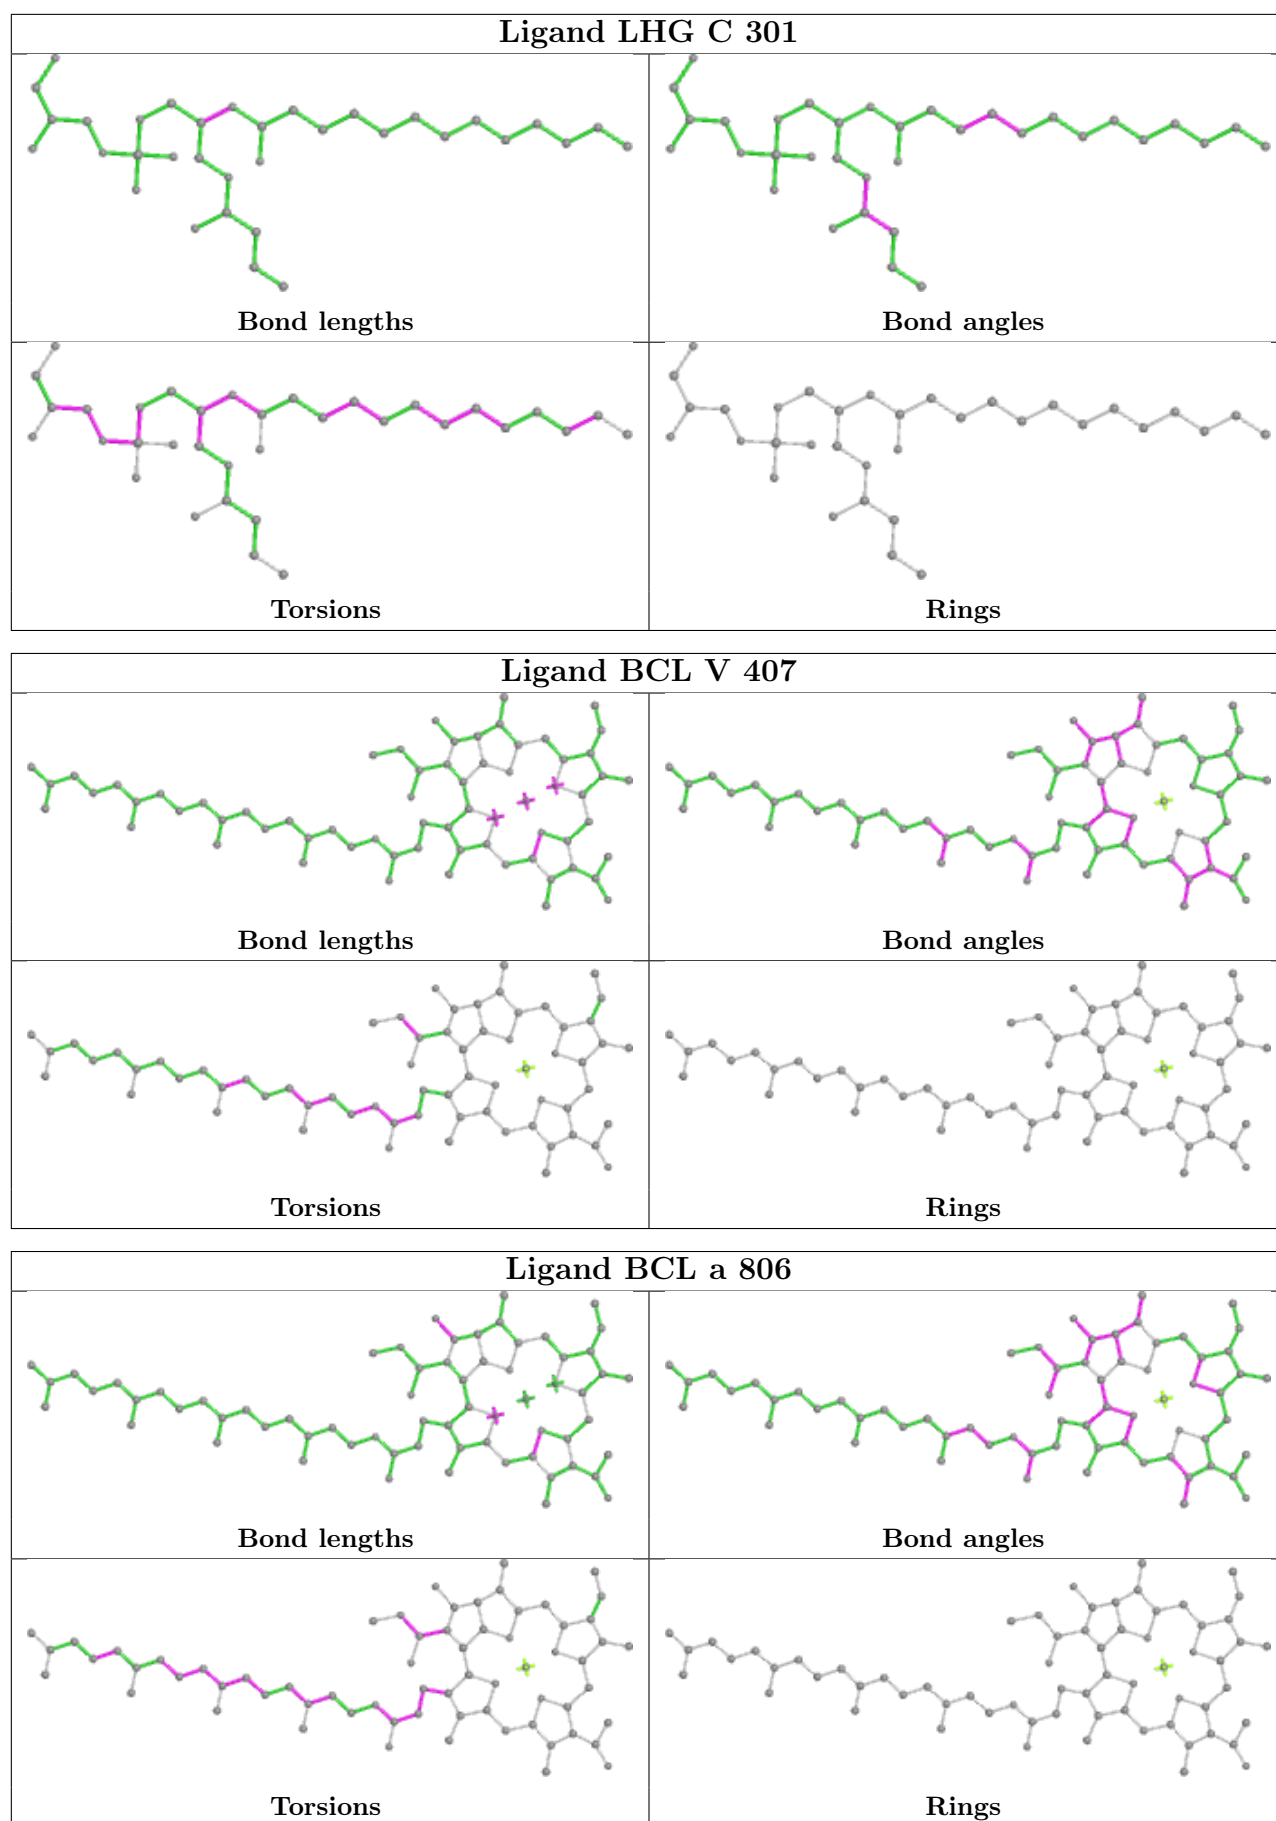 Ligand LHG C 301
Bond lengths
Bond angles
Torsions
Rings
Ligand BCL V 407
Bond lengths
Bond angles
Torsions
Rings
Ligand BCL a 806
Bond lengths
Bond angles
Torsions
Rings